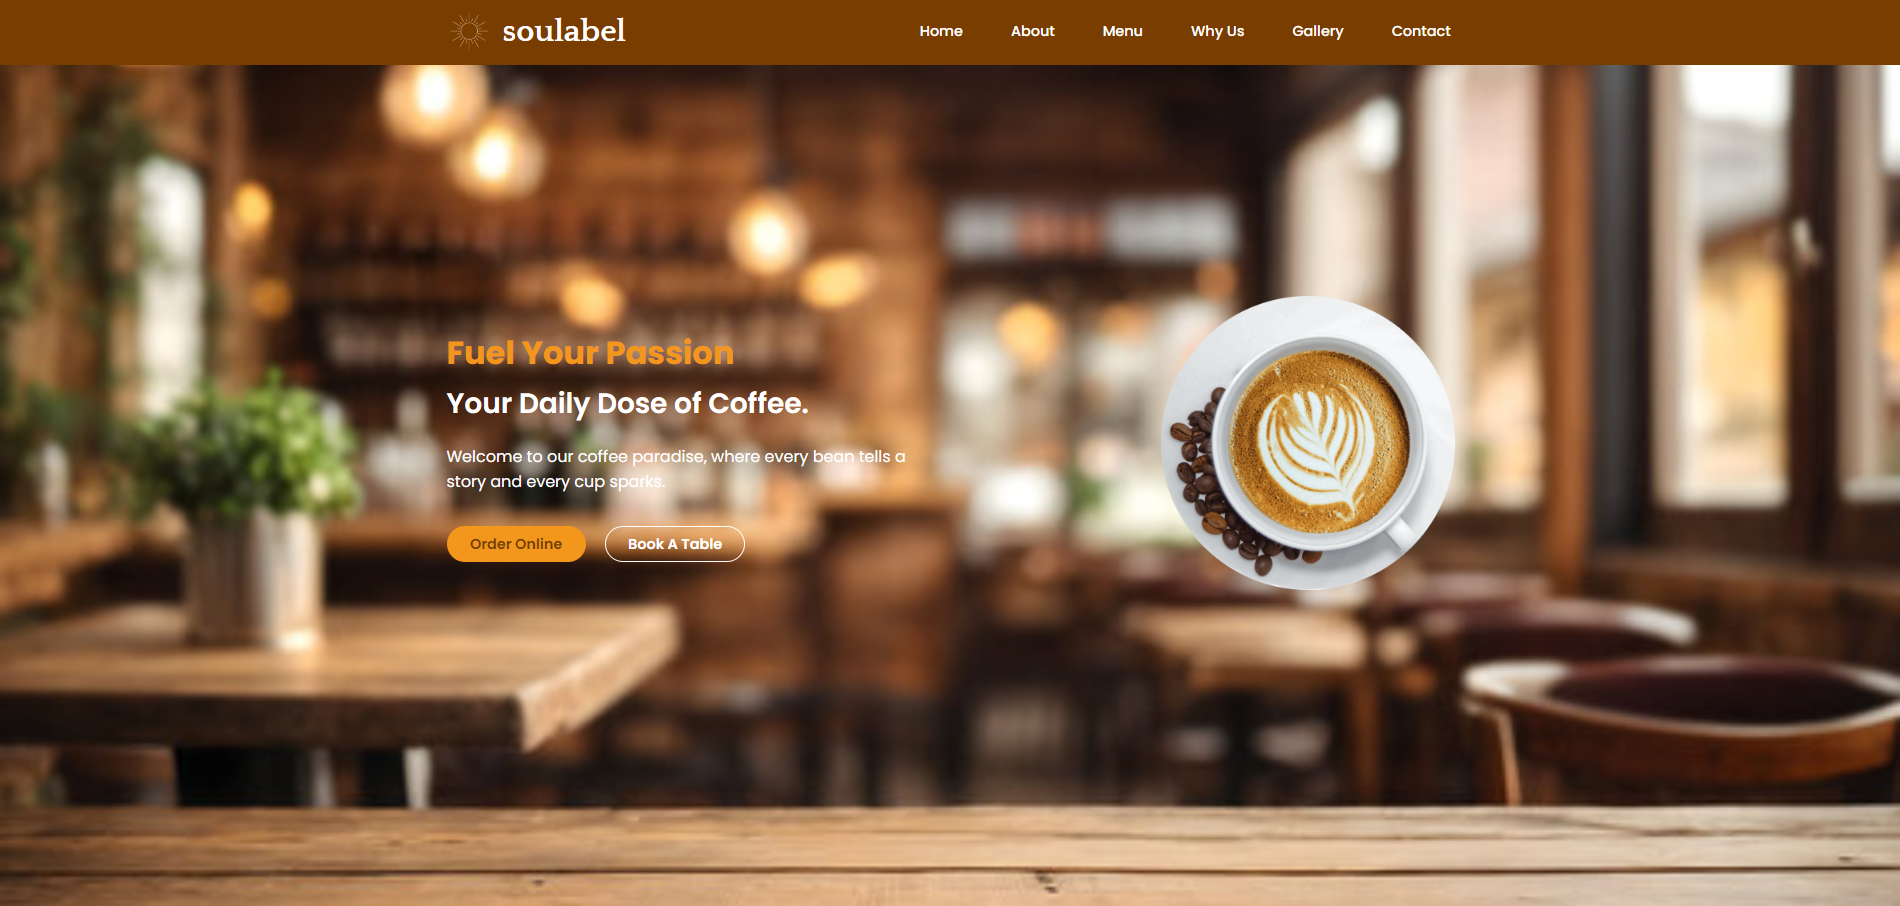 soulabel
Home
About
Menu
Why Us
Gallery
Contact
Fuel Your Passion
Your Daily Dose of Coffee.
Welcome to our coffee paradise, where every bean tells a
story and every cup sparks.
Order Online
Book A Table